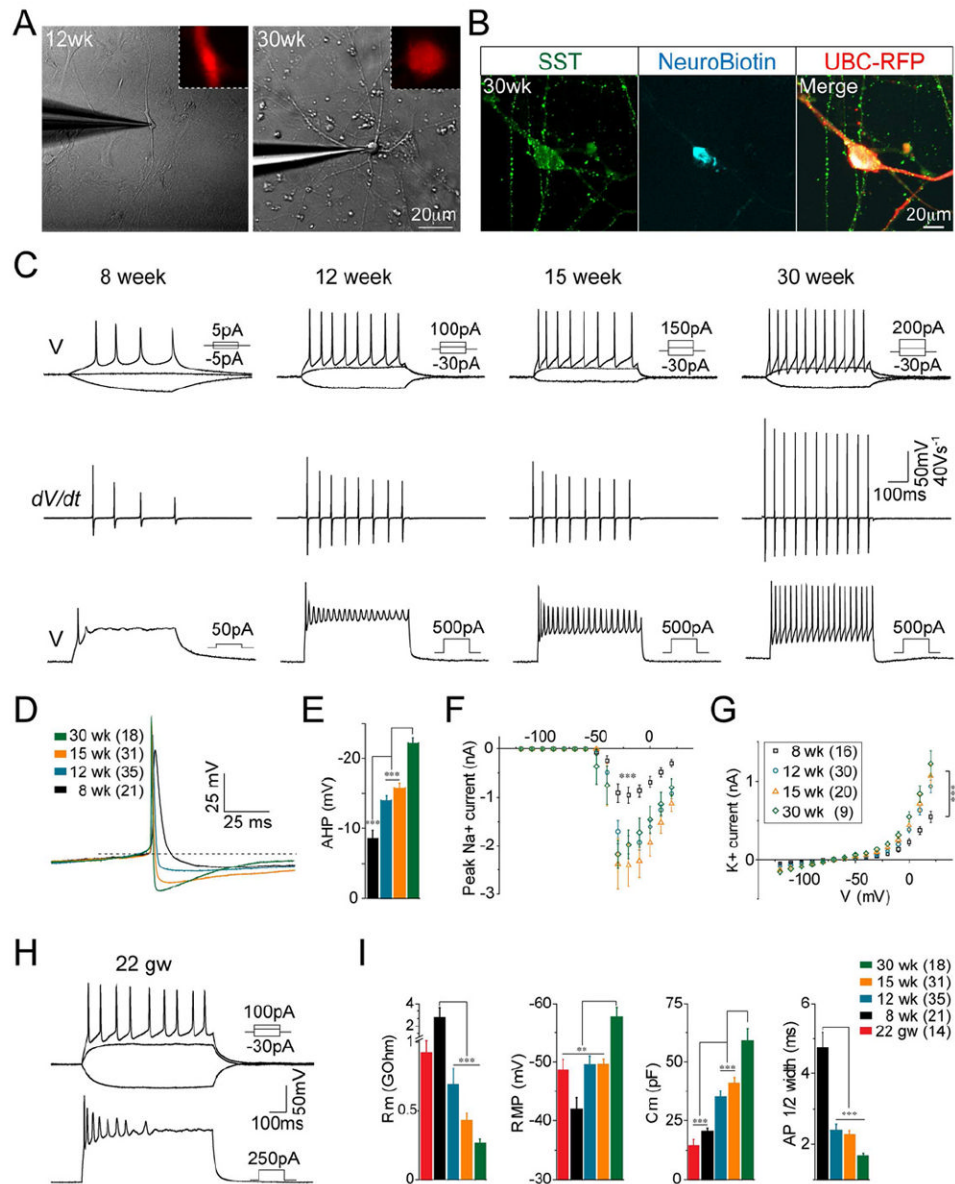 A
12wk
30wk
20μm
B
SST
NeuroBiotin
UBC-RFP
30wk
Merge
20μm
C
8 week
12 week
15 week
30 week
V
5pA
-5pA
100pA
-30pA
150pA
-30pA
200pA
-30pA
dV/dt
50mV
40Vs⁻¹
100ms
V
50pA
500pA
500pA
500pA
D
30 wk (18)
15 wk (31)
12 wk (35)
8 wk (21)
25 mV
25 ms
E
AHP (mV)
-20
-10
0
***
***
F
-100
-50
0
0
-1
-2
-3
***
Peak Na+ current (nA)
G
8 wk (16)
12 wk (30)
15 wk (20)
30 wk (9)
K+ current (nA)
1
0
-100
-50
0
V (mV)
***
H
22 gw
100pA
-30pA
50mV
100ms
250pA
I
Rm (GOhm)
4
3
2
1
0.5
0
***
RMP (mV)
-60
-50
-40
-30
**
Cm (pF)
75
50
25
0
***
***
AP 1/2 width (ms)
6
4
2
0
***
30 wk (18)
15 wk (31)
12 wk (35)
8 wk (21)
22 gw (14)